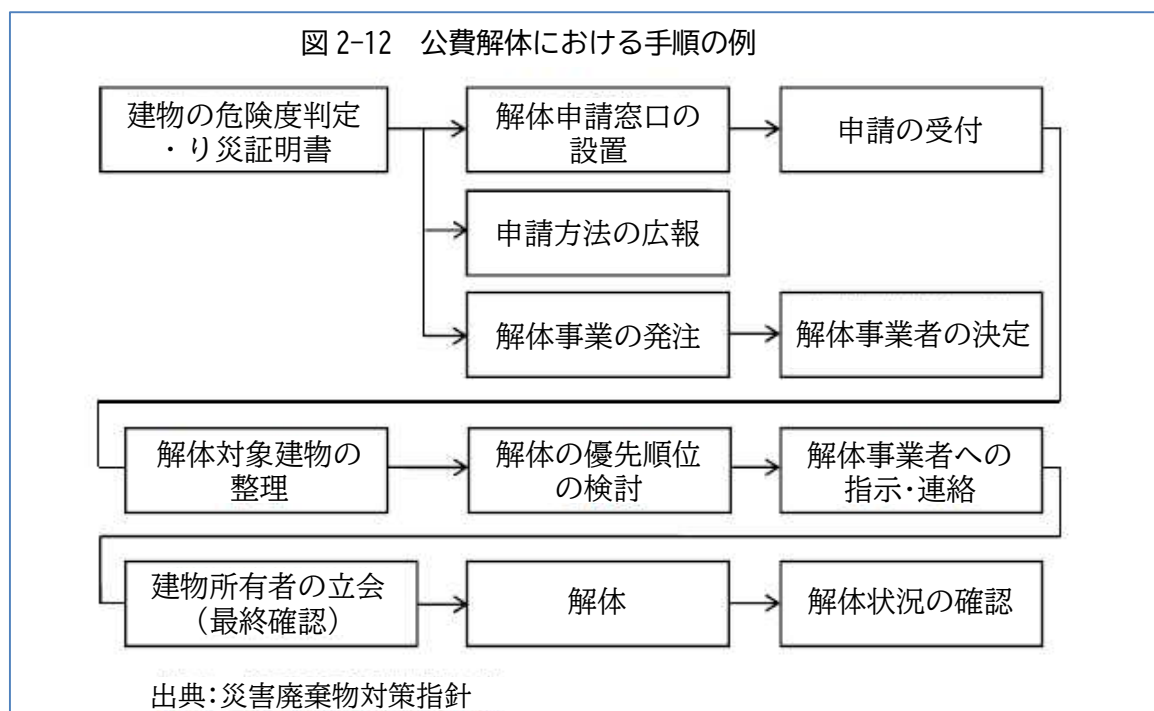 図2-12 公費解体における手順の例
建物の危険度判定
・り災証明書
解体申請窓口の
設置
申請の受付
申請方法の広報
解体事業の発注
解体事業者の決定
解体対象建物の
整理
解体の優先順位
の検討
解体事業者への
指示・連絡
建物所有者の立会
（最終確認）
解体
解体状況の確認
出典：災害廃棄物対策指針